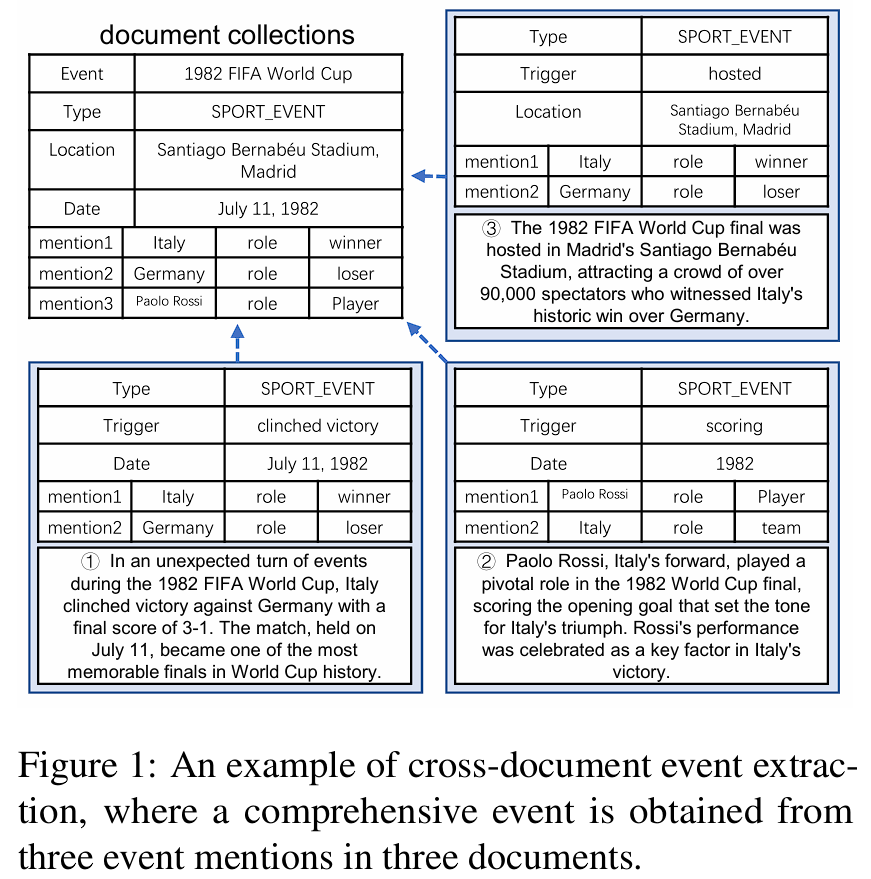 document collections
Event 1982 FIFA World Cup
Type SPORT_EVENT
Location Santiago Bernabéu Stadium,
Madrid
Date July 11, 1982
mention1 Italy role winner
mention2 Germany role loser
mention3 Paolo Rossi role Player
Type SPORT_EVENT
Trigger hosted
Location Santiago Bernabéu
Stadium, Madrid
mention1 Italy role winner
mention2 Germany role loser
③ The 1982 FIFA World Cup final was
hosted in Madrid's Santiago Bernabéu
Stadium, attracting a crowd of over
90,000 spectators who witnessed Italy's
historic win over Germany.
Type SPORT_EVENT
Trigger clinched victory
Date July 11, 1982
mention1 Italy role winner
mention2 Germany role loser
① In an unexpected turn of events
during the 1982 FIFA World Cup, Italy
clinched victory against Germany with a
final score of 3-1. The match, held on
July 11, became one of the most
memorable finals in World Cup history.
Type SPORT_EVENT
Trigger scoring
Date 1982
mention1 Paolo Rossi role Player
mention2 Italy role team
② Paolo Rossi, Italy's forward, played a
pivotal role in the 1982 World Cup final,
scoring the opening goal that set the tone
for Italy's triumph. Rossi's performance
was celebrated as a key factor in Italy's
victory.
Figure 1: An example of cross-document event extrac-
tion, where a comprehensive event is obtained from
three event mentions in three documents.